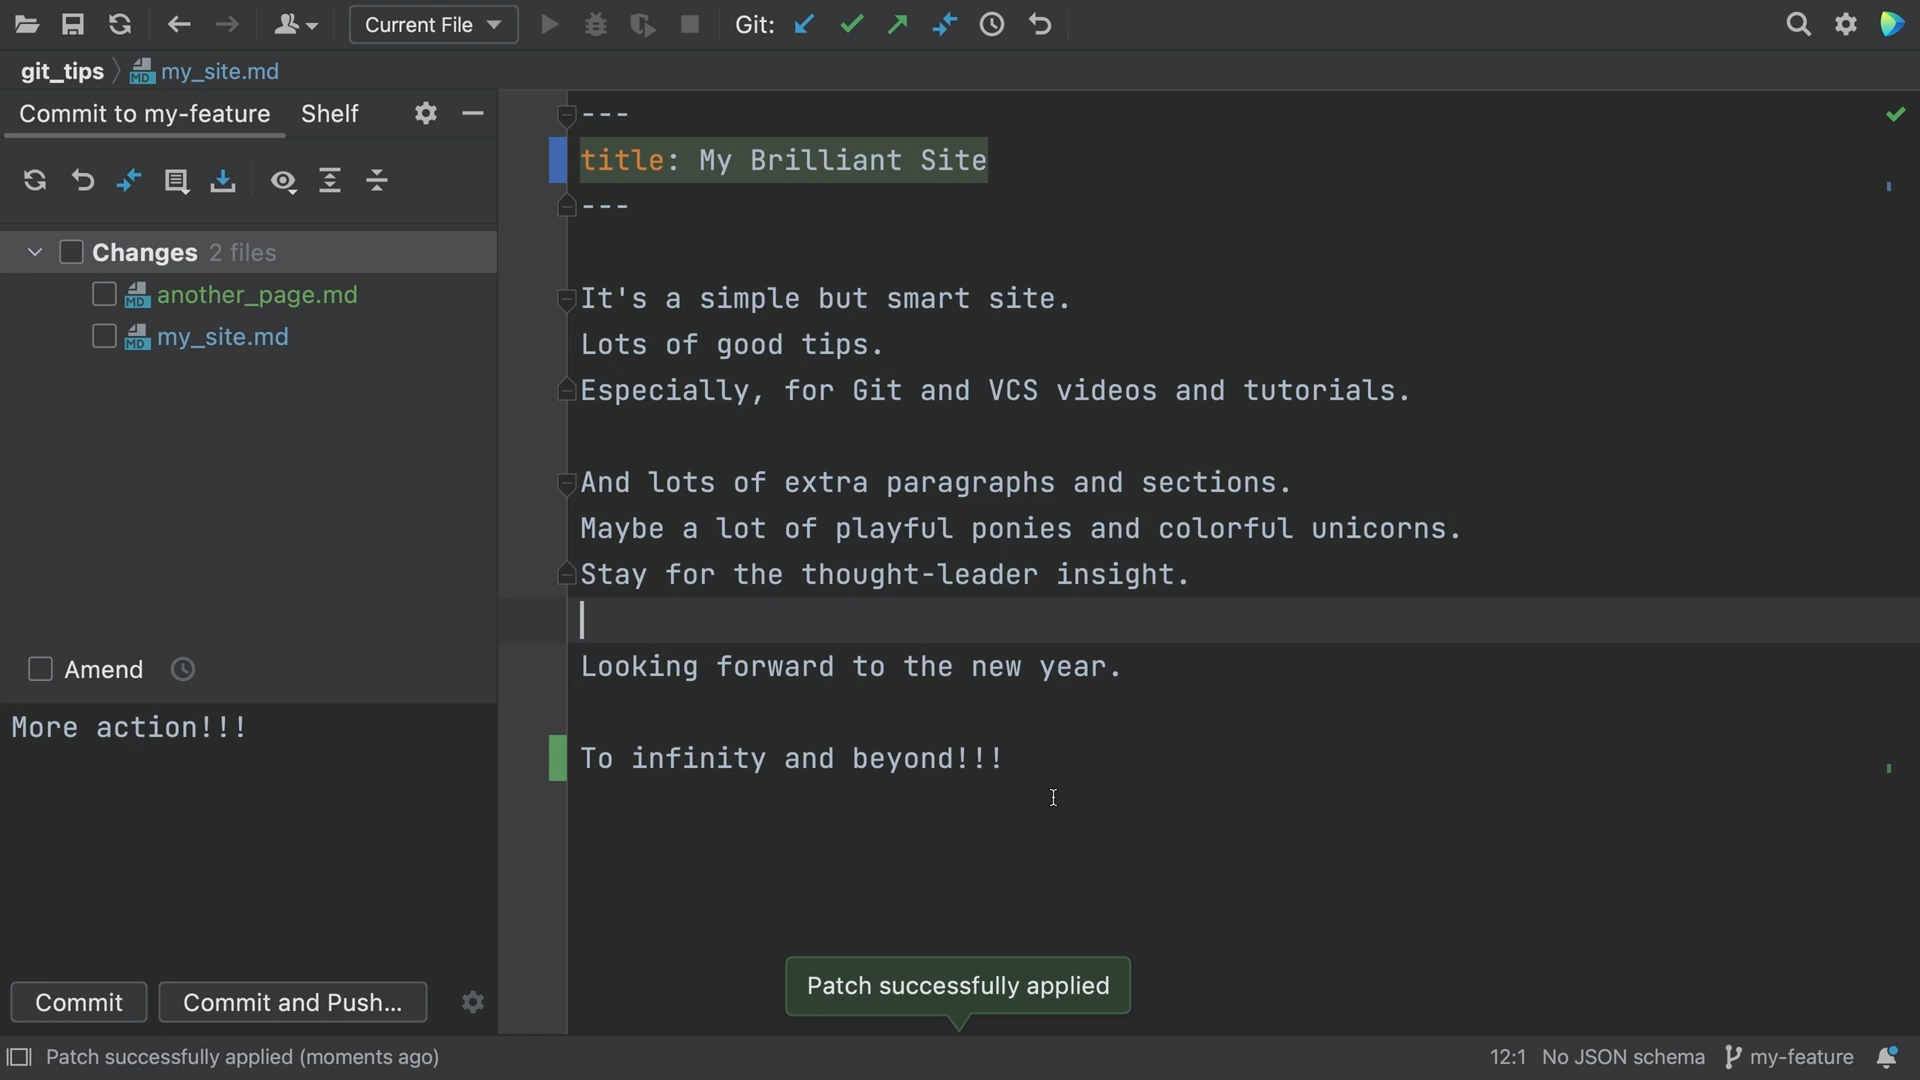 Current File
Git:
git_tips
my_site.md
Commit to my-feature
Shelf
Changes 2 files
MD another_page.md
MD my_site.md
Amend
More action!!!
Commit
Commit and Push...
---
title: My Brilliant Site
---
It's a simple but smart site.
Lots of good tips.
Especially, for Git and VCS videos and tutorials.
And lots of extra paragraphs and sections.
Maybe a lot of playful ponies and colorful unicorns.
Stay for the thought-leader insight.
Looking forward to the new year.
To infinity and beyond!!!
Patch successfully applied
Patch successfully applied (moments ago)
12:1
No JSON schema
my-feature